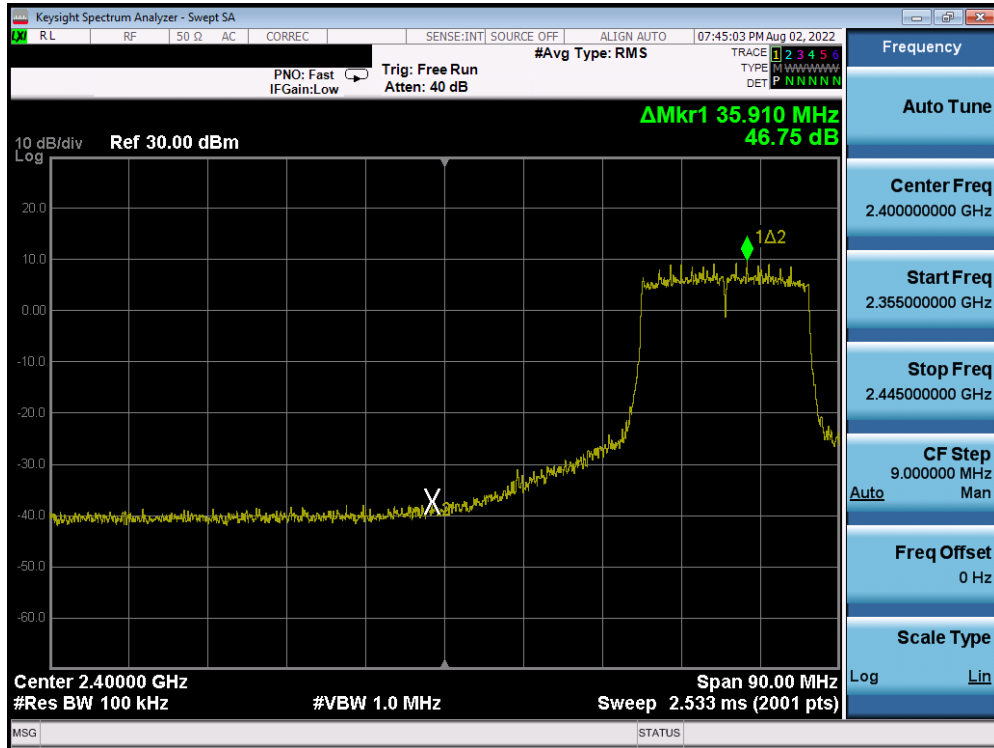 Keysight Spectrum Analyzer - Swept SA
LXI RL RF 50 Ω AC CORREC SENSE:INT SOURCE OFF ALIGN AUTO 07:45:03 PM Aug 02, 2022
#Avg Type: RMS
TRACE 1 2 3 4 5 6
TYPE M WWWWW
DET P N N N N N
PNO: Fast
IFGain:Low
Trig: Free Run
Atten: 40 dB
ΔMkr1 35.910 MHz
46.75 dB
10 dB/div Ref 30.00 dBm
Log
20.0
10.0
0.00
-10.0
-20.0
-30.0
-40.0
-50.0
-60.0
1Δ2
X2
Center 2.40000 GHz
Span 90.00 MHz
#Res BW 100 kHz
#VBW 1.0 MHz
Sweep 2.533 ms (2001 pts)
MSG
STATUS
Frequency
Auto Tune
Center Freq
2.400000000 GHz
Start Freq
2.355000000 GHz
Stop Freq
2.445000000 GHz
CF Step
9.000000 MHz
Auto Man
Freq Offset
0 Hz
Scale Type
Log Lin